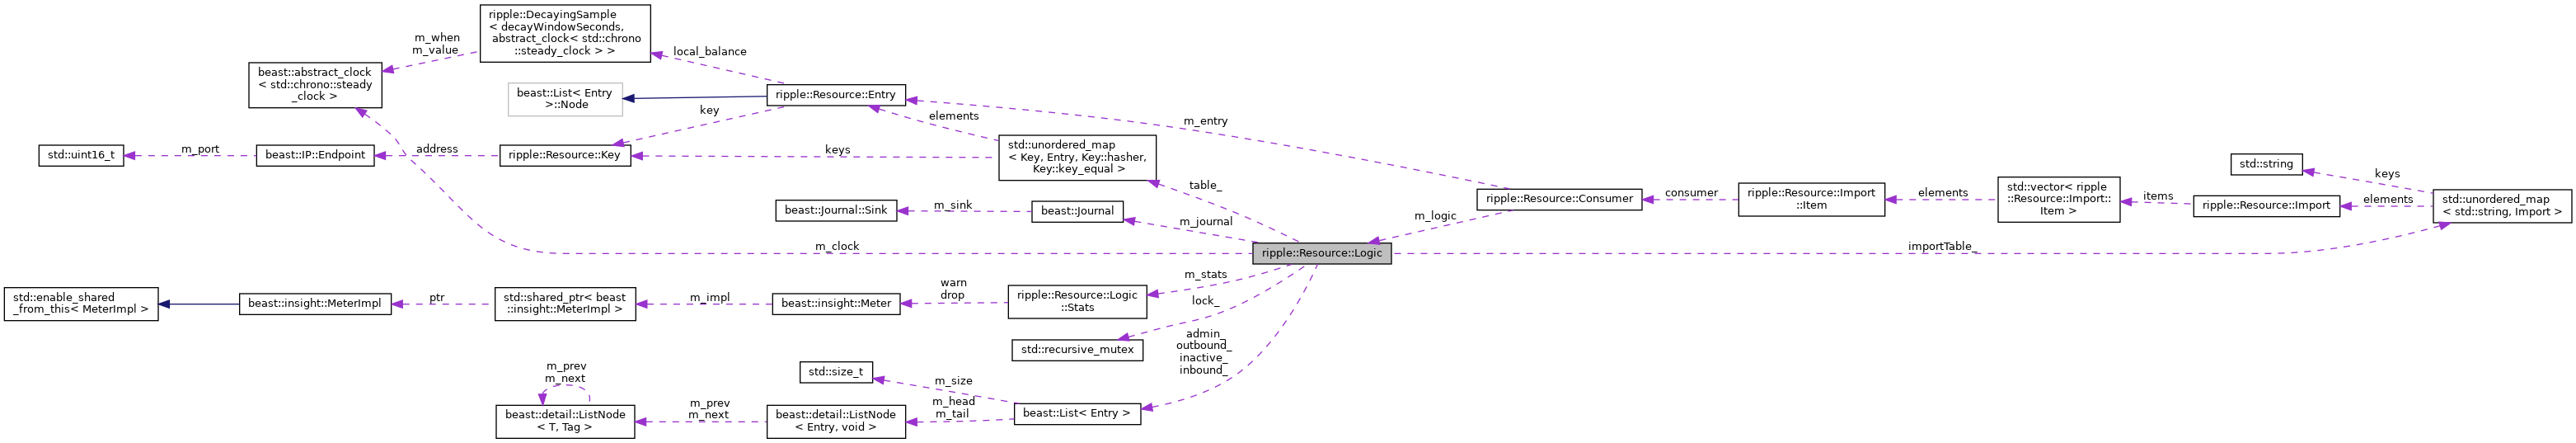 ripple::DecayingSample
< decayWindowSeconds,
abstract_clock< std::chrono
::steady_clock > >
m_when
m_value
local_balance
beast::abstract_clock
< std::chrono::steady
_clock >
beast::List< Entry
>::Node
ripple::Resource::Entry
key
elements
m_entry
std::uint16_t
m_port
beast::IP::Endpoint
address
ripple::Resource::Key
keys
std::unordered_map
< Key, Entry, Key::hasher,
Key::key_equal >
table_
std::string
keys
ripple::Resource::Consumer
consumer
ripple::Resource::Import
::Item
elements
std::vector< ripple
::Resource::Import::
Item >
items
ripple::Resource::Import
elements
std::unordered_map
< std::string, Import >
beast::Journal::Sink
m_sink
beast::Journal
m_journal
m_logic
m_clock
ripple::Resource::Logic
importTable_
m_stats
std::enable_shared
_from_this< MeterImpl >
beast::insight::MeterImpl
ptr
std::shared_ptr< beast
::insight::MeterImpl >
m_impl
beast::insight::Meter
warn
drop
ripple::Resource::Logic
::Stats
lock_
std::recursive_mutex
admin_
outbound_
inactive_
inbound_
std::size_t
m_size
m_prev
m_next
beast::detail::ListNode
< T, Tag >
m_prev
m_next
beast::detail::ListNode
< Entry, void >
m_head
m_tail
beast::List< Entry >